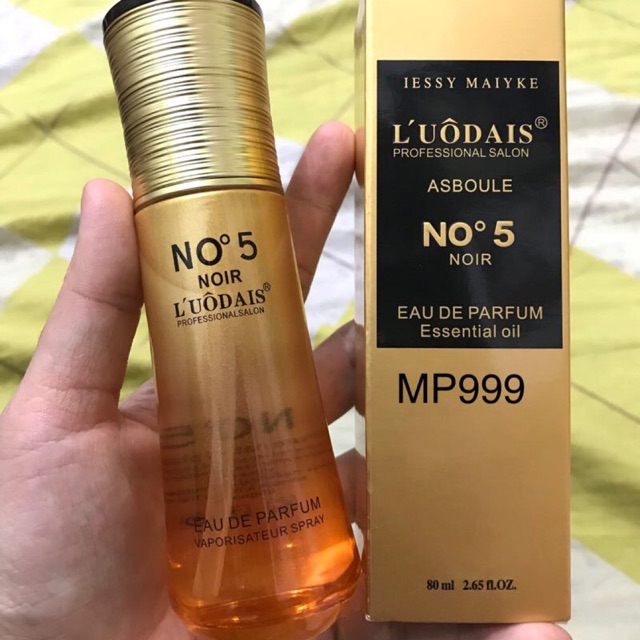 NO° 5
NOIR
L'UÔDAIS®
PROFESSIONALSALON
EAU DE PARFUM
VAPORISATEUR SPRAY
IESSY MAIYKE
L'UÔDAIS®
PROFESSIONAL SALON
ASBOULE
NO° 5
NOIR
EAU DE PARFUM
Essential oil
MP999
80 ml 2.65 fl.OZ.